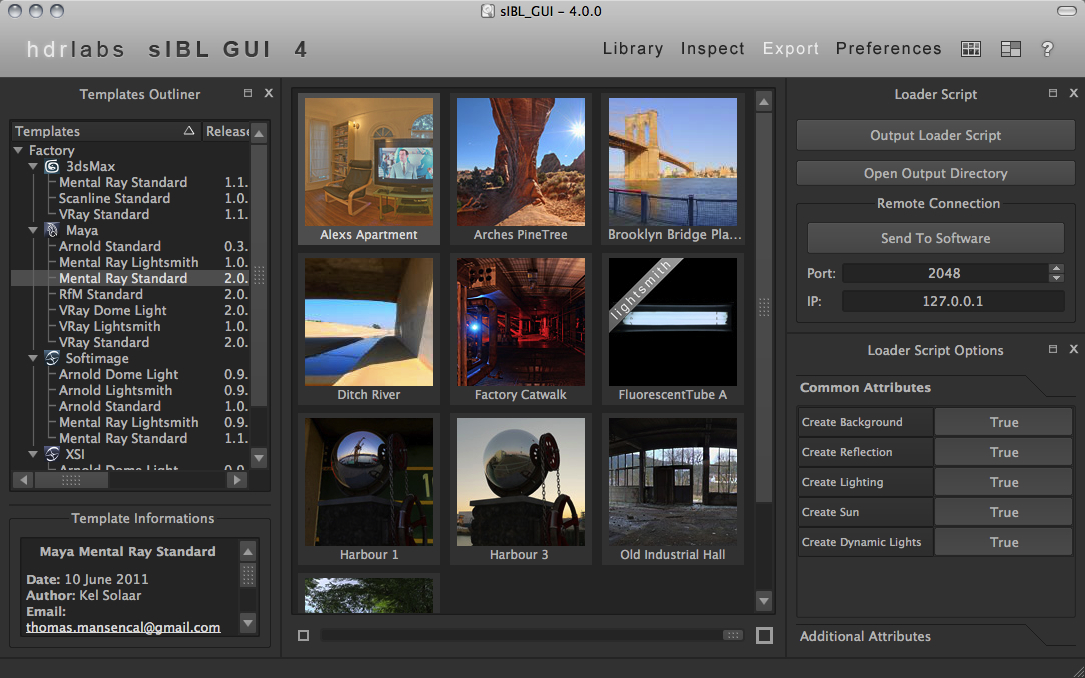 sIBL_GUI - 4.0.0
hdrlabs sIBL GUI 4
Library Inspect Export Preferences ?
Templates Outliner
Templates Release
Factory
3dsMax
Mental Ray Standard 1.1.
Scanline Standard 1.0.
VRay Standard 1.1.
Maya
Arnold Standard 0.3.
Mental Ray Lightsmith 1.0.
Mental Ray Standard 2.0.
RfM Standard 2.0.
VRay Dome Light 2.0.
VRay Lightsmith 1.0.
VRay Standard 2.0.
Softimage
Arnold Dome Light 0.9.
Arnold Lightsmith 0.9.
Arnold Standard 1.0.
Mental Ray Lightsmith 0.9.
Mental Ray Standard 1.1.
XSI
Arnold Dome Light 0.9.
Template Informations
Maya Mental Ray Standard
Date: 10 June 2011
Author: Kel Solaar
Email:
thomas.mansencal@gmail.com
Alexs Apartment
Arches PineTree
Brooklyn Bridge Pla...
Ditch River
Factory Catwalk
lightsmith
FluorescentTube A
Harbour 1
Harbour 3
Old Industrial Hall
Loader Script
Output Loader Script
Open Output Directory
Remote Connection
Send To Software
Port: 2048
IP: 127.0.0.1
Loader Script Options
Common Attributes
Create Background True
Create Reflection True
Create Lighting True
Create Sun True
Create Dynamic Lights True
Additional Attributes